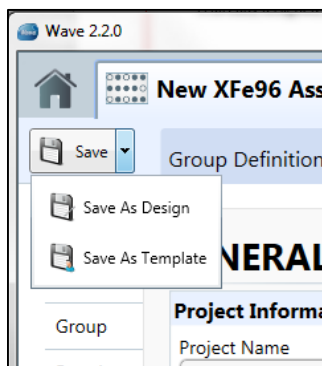 Wave 2.2.0
New XFe96 Ass
Save
Group Definition
Save As Design
Save As Template
NERAL
Group
Project Informa
Project Name